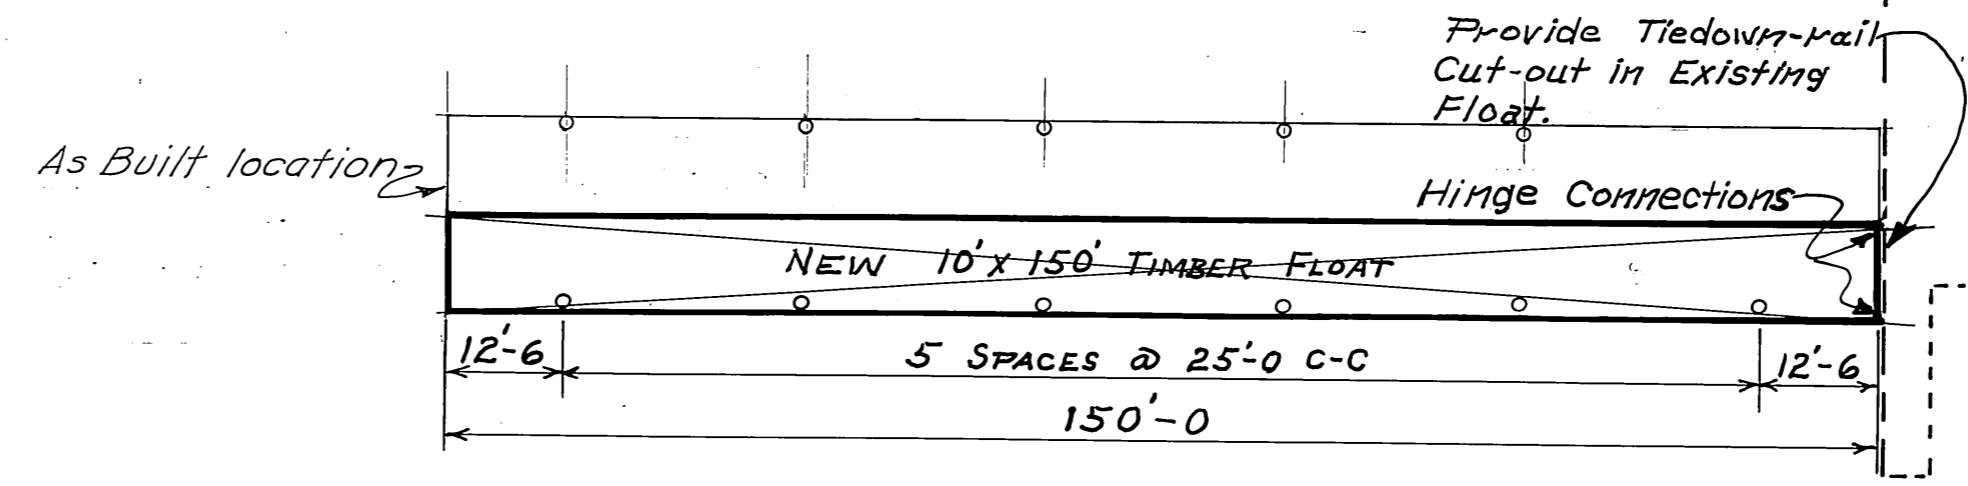 Provide Tiedown-rail
Cut-out in Existing
Float.
As Built location
Hinge Connections
NEW 10' X 150' TIMBER FLOAT
12'-6
5 SPACES @ 25'-0 C-C
12'-6
150'-0